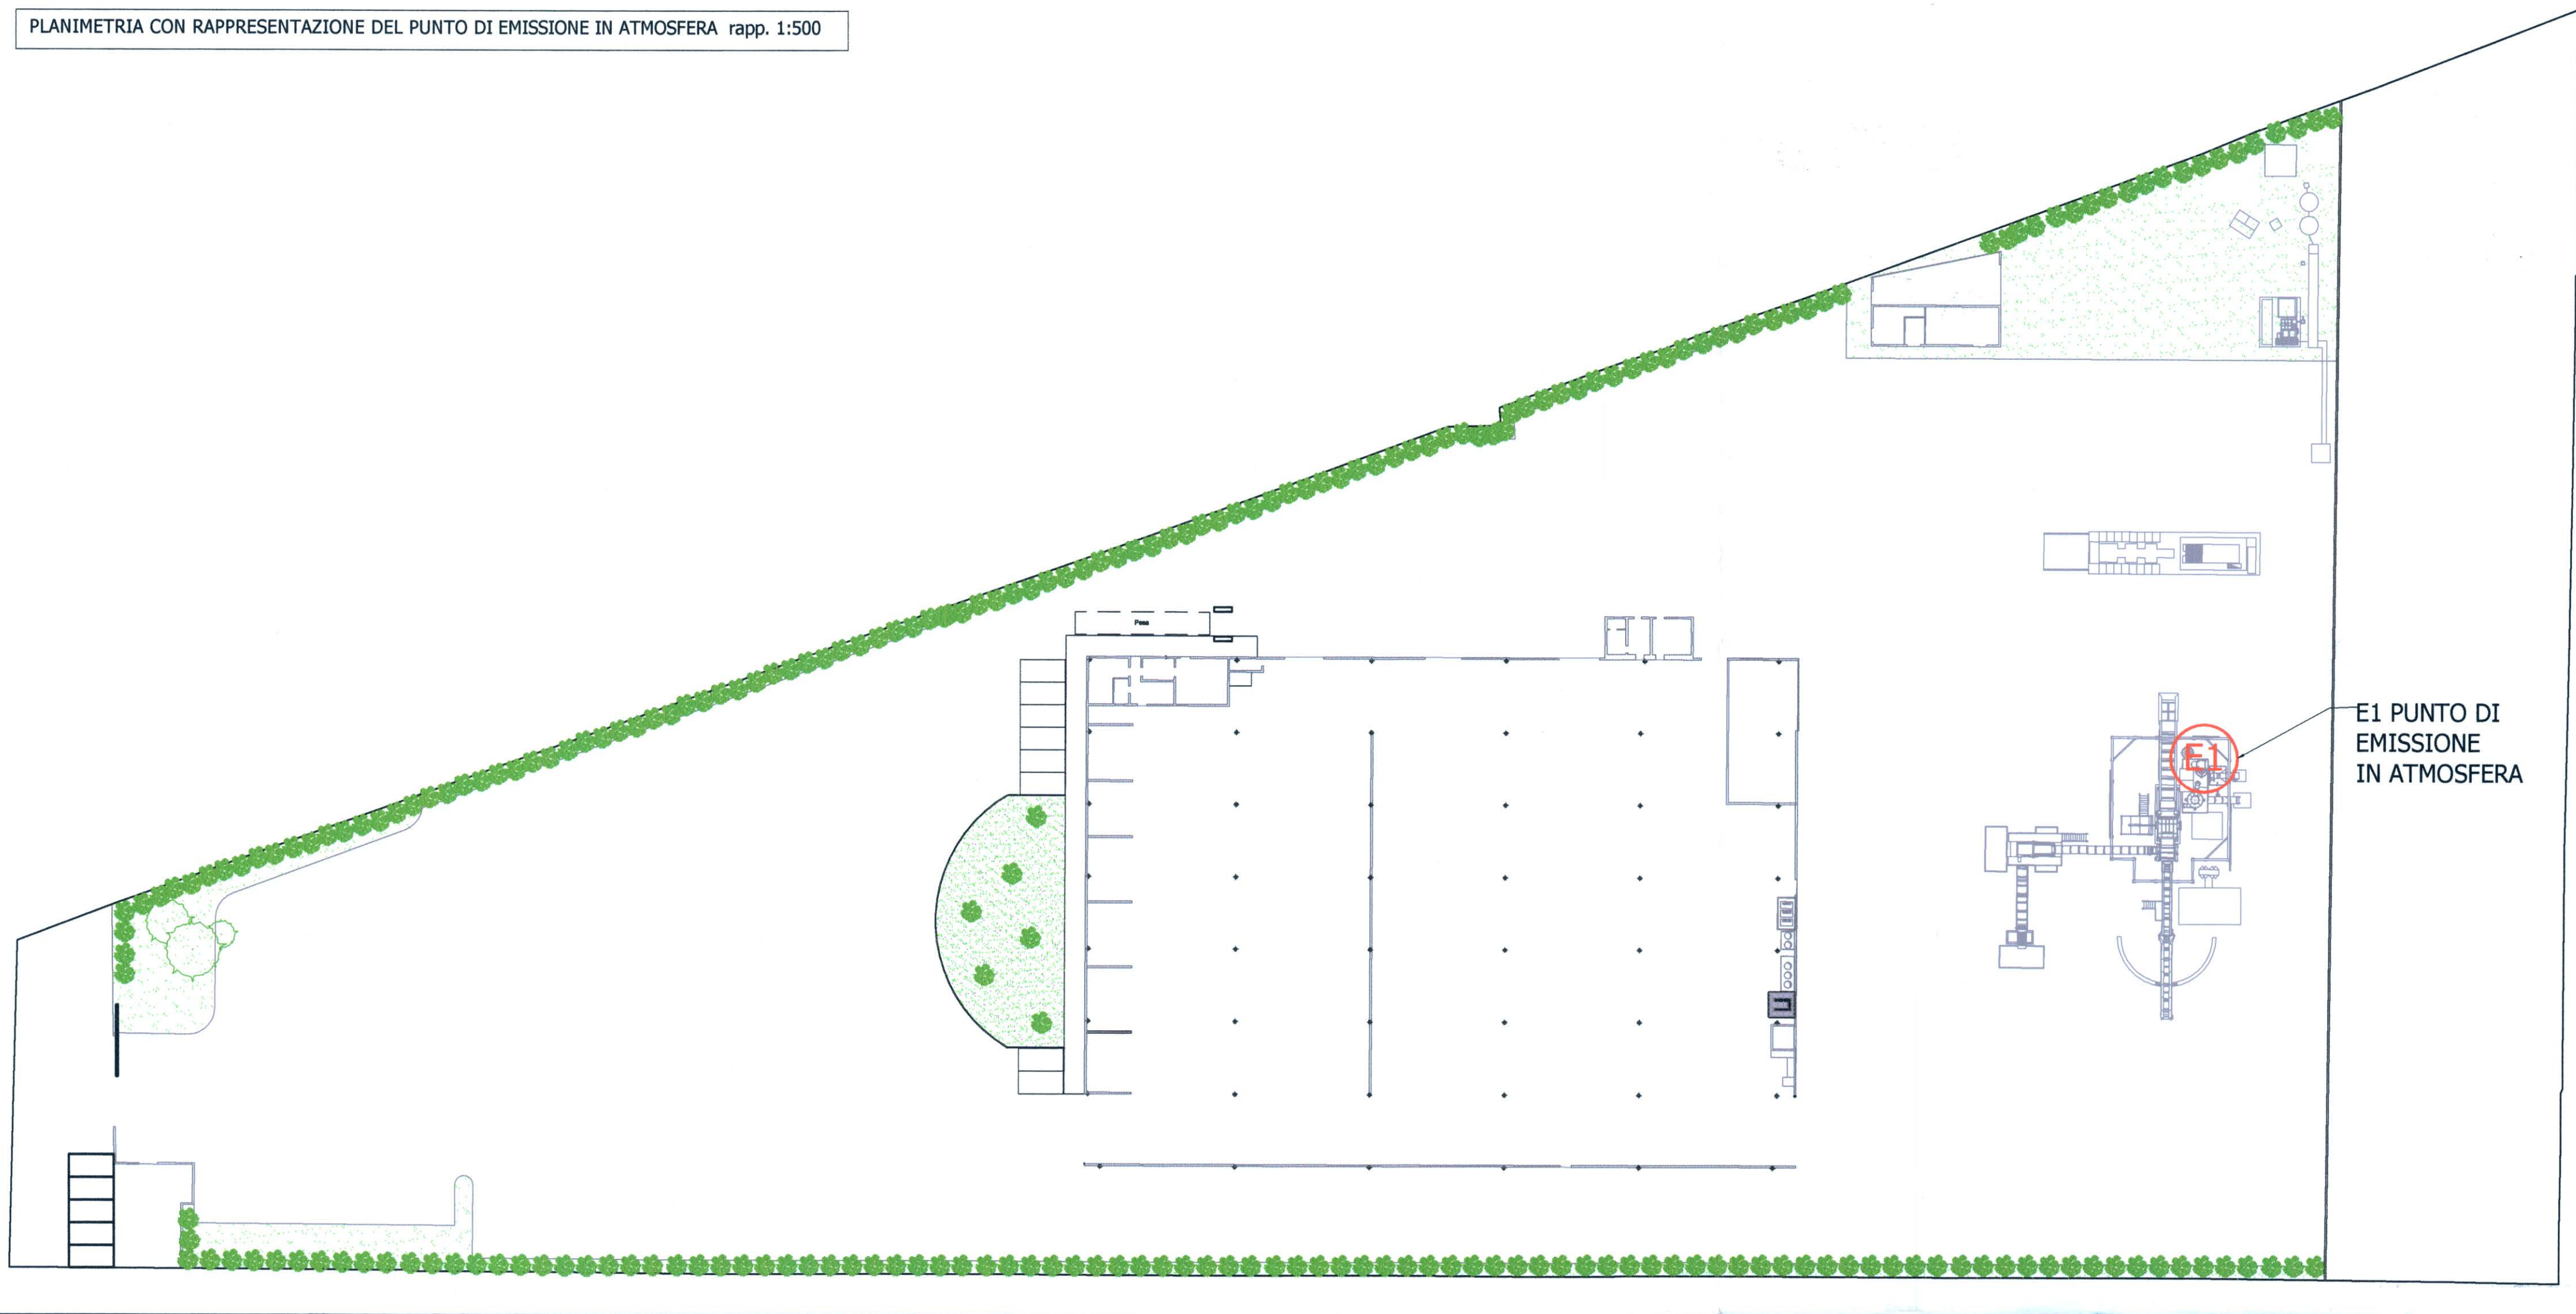 PLANIMETRIA CON RAPPRESENTAZIONE DEL PUNTO DI EMISSIONE IN ATMOSFERA rapp. 1:500
Pesa
E1
E1 PUNTO DI
EMISSIONE
IN ATMOSFERA